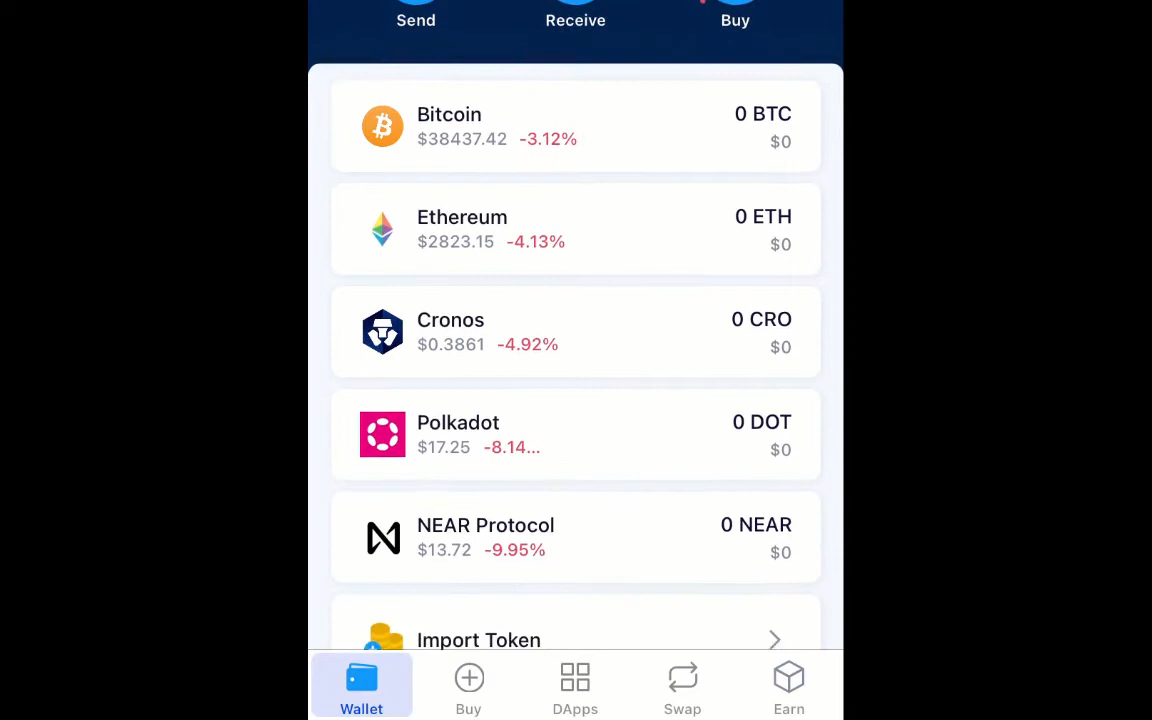 Send Receive Buy
Bitcoin 0 BTC
$38437.42 -3.12% $0
Ethereum 0 ETH
$2823.15 -4.13% $0
Cronos 0 CRO
$0.3861 -4.92% $0
Polkadot 0 DOT
$17.25 -8.14... $0
NEAR Protocol 0 NEAR
$13.72 -9.95% $0
Import Token
Wallet Buy DApps Swap Earn